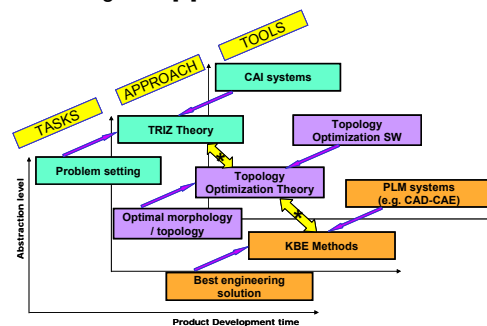 TOOLS
APPROACH
TASKS
CAI systems
TRIZ Theory
Topology
Optimization SW
Problem setting
Topology
Optimization Theory
PLM systems
(e.g. CAD-CAE)
Optimal morphology
/ topology
*
*
KBE Methods
Best engineering
solution
Abstraction level
Product Development time